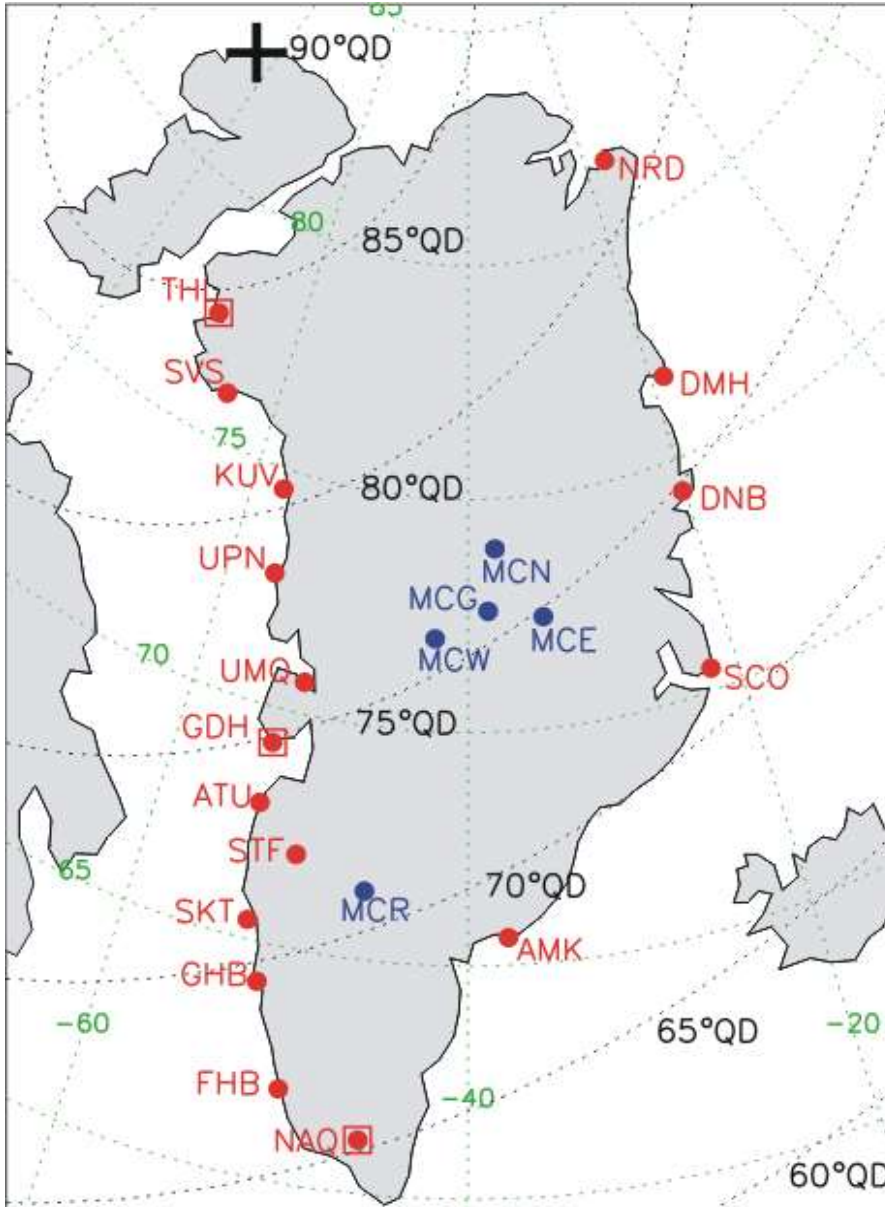 85
90°QD
NRD
80
85°QD
THL
SVS
DMH
75
KUV
80°QD
DNB
MCN
UPN
MCG
MCE
MCW
70
UMQ
SCO
GDH
75°QD
ATU
STF
65
70°QD
MCR
SKT
AMK
GHB
-60
65°QD
-20
FHB
-40
NAQ
60°QD